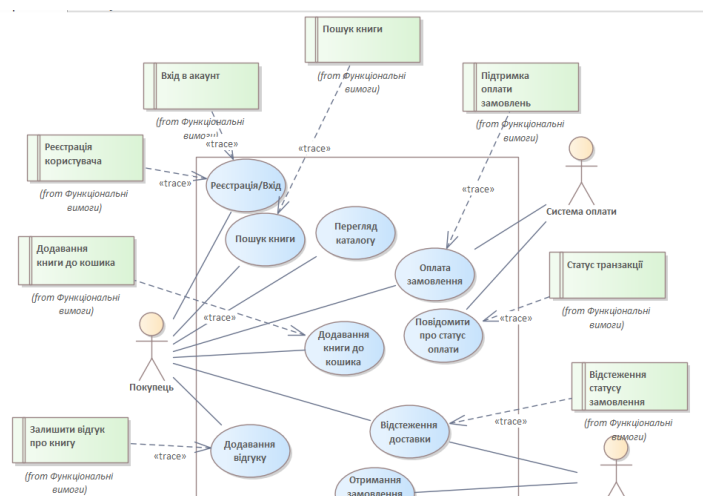 Пошук книги
(from Функціональні
вимоги)
Вхід в акаунт
(from Функціональні
вимоги)
«trace»
Підтримка
оплати
замовлень
(from Функціональні
вимоги)
Реєстрація
користувача
(from Функціональні
вимоги)
«trace»
«trace»
«trace»
Реєстрація/Вхід
Система оплати
Пошук книги
Перегляд
каталогу
Додавання
книги до кошика
(from Функціональні
вимоги)
Оплата
замовлення
Статус транзакції
(from Функціональні
вимоги)
«trace»
«trace»
Повідомити
про статус
оплати
Додавання
книги до
кошика
Покупець
Відстеження
статусу
замовлення
(from Функціональні
вимоги)
Залишити відгук
про книгу
(from Функціональні
вимоги)
«trace»
«trace»
Відстеження
доставки
Додавання
відгуку
Отримання
замовлення